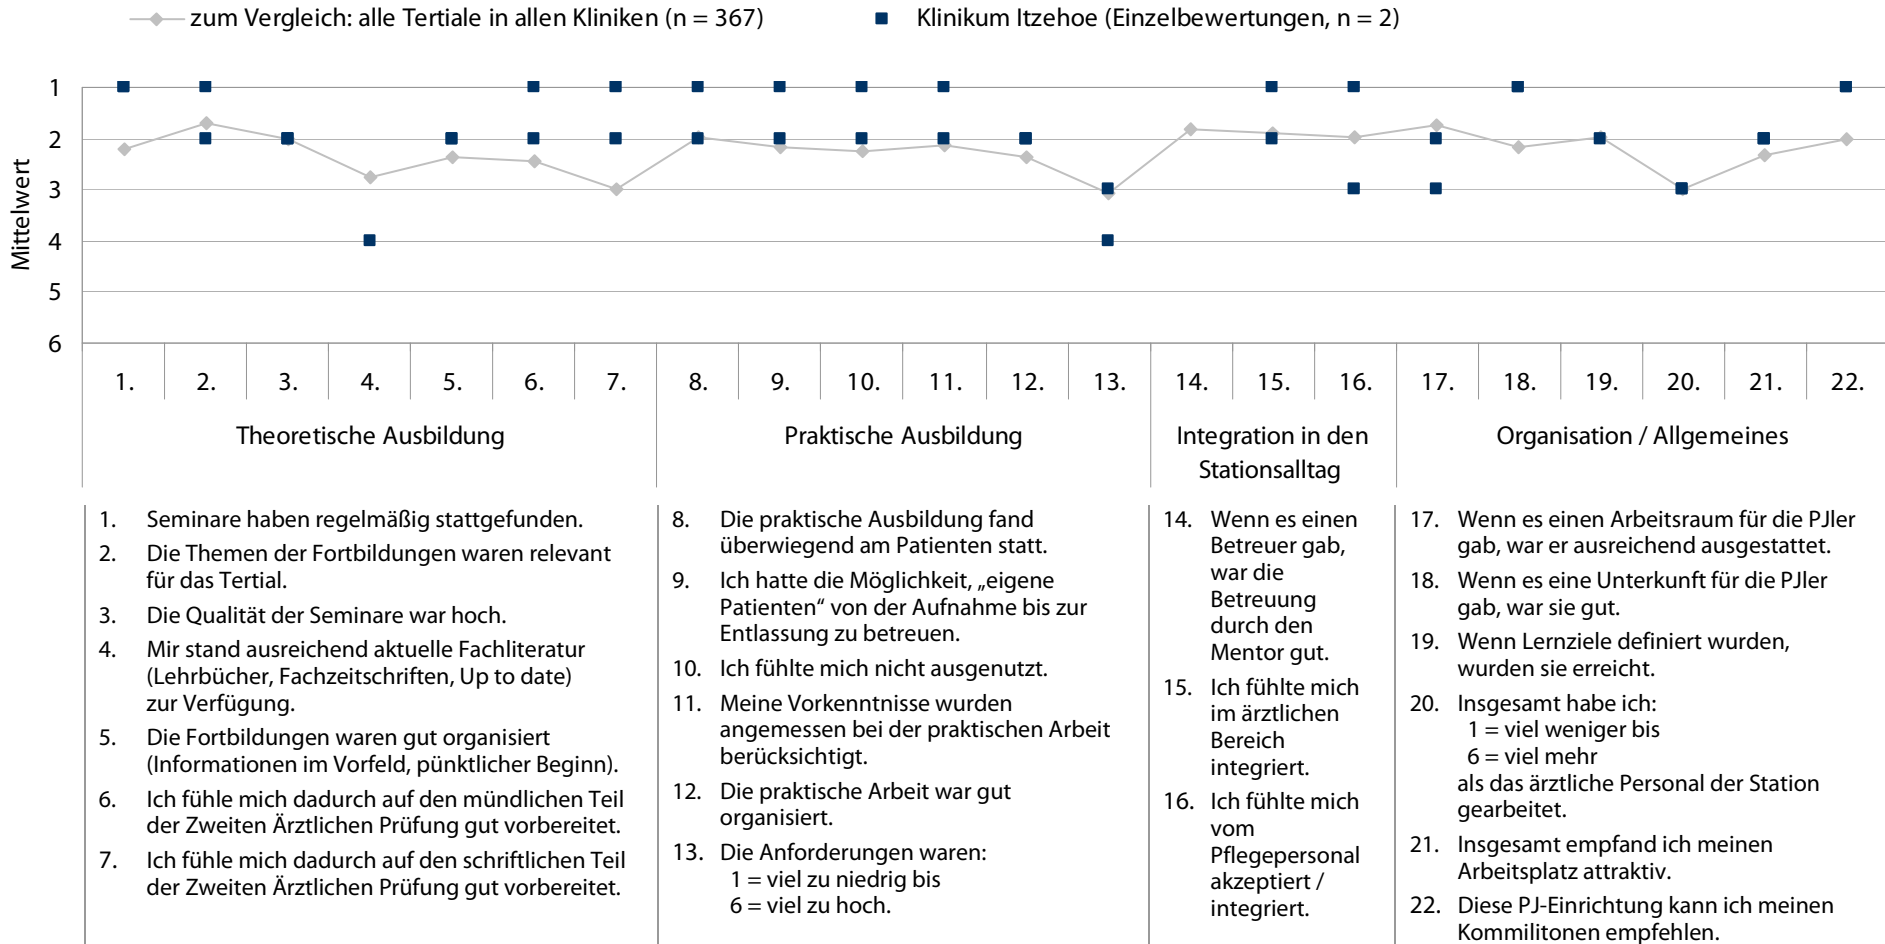 zum Vergleich: alle Tertiale in allen Kliniken (n = 367)
Klinikum Itzehoe (Einzelbewertungen, n = 2)
Mittelwert
1
2
3
4
5
6
1. 2. 3. 4. 5. 6. 7. 8. 9. 10. 11. 12. 13. 14. 15. 16. 17. 18. 19. 20. 21. 22.
Theoretische Ausbildung
Praktische Ausbildung
Integration in den
Stationsalltag
Organisation / Allgemeines
1. Seminare haben regelmäßig stattgefunden.
2. Die Themen der Fortbildungen waren relevant
für das Tertial.
3. Die Qualität der Seminare war hoch.
4. Mir stand ausreichend aktuelle Fachliteratur
(Lehrbücher, Fachzeitschriften, Up to date)
zur Verfügung.
5. Die Fortbildungen waren gut organisiert
(Informationen im Vorfeld, pünktlicher Beginn).
6. Ich fühle mich dadurch auf den mündlichen Teil
der Zweiten Ärztlichen Prüfung gut vorbereitet.
7. Ich fühle mich dadurch auf den schriftlichen Teil
der Zweiten Ärztlichen Prüfung gut vorbereitet.
8. Die praktische Ausbildung fand
überwiegend am Patienten statt.
9. Ich hatte die Möglichkeit, „eigene
Patienten“ von der Aufnahme bis zur
Entlassung zu betreuen.
10. Ich fühlte mich nicht ausgenutzt.
11. Meine Vorkenntnisse wurden
angemessen bei der praktischen Arbeit
berücksichtigt.
12. Die praktische Arbeit war gut
organisiert.
13. Die Anforderungen waren:
1 = viel zu niedrig bis
6 = viel zu hoch.
14. Wenn es einen
Betreuer gab,
war die
Betreuung
durch den
Mentor gut.
15. Ich fühlte mich
im ärztlichen
Bereich
integriert.
16. Ich fühlte mich
vom
Pflegepersonal
akzeptiert /
integriert.
17. Wenn es einen Arbeitsraum für die PJler
gab, war er ausreichend ausgestattet.
18. Wenn es eine Unterkunft für die PJler
gab, war sie gut.
19. Wenn Lernziele definiert wurden,
wurden sie erreicht.
20. Insgesamt habe ich:
1 = viel weniger bis
6 = viel mehr
als das ärztliche Personal der Station
gearbeitet.
21. Insgesamt empfand ich meinen
Arbeitsplatz attraktiv.
22. Diese PJ-Einrichtung kann ich meinen
Kommilitonen empfehlen.